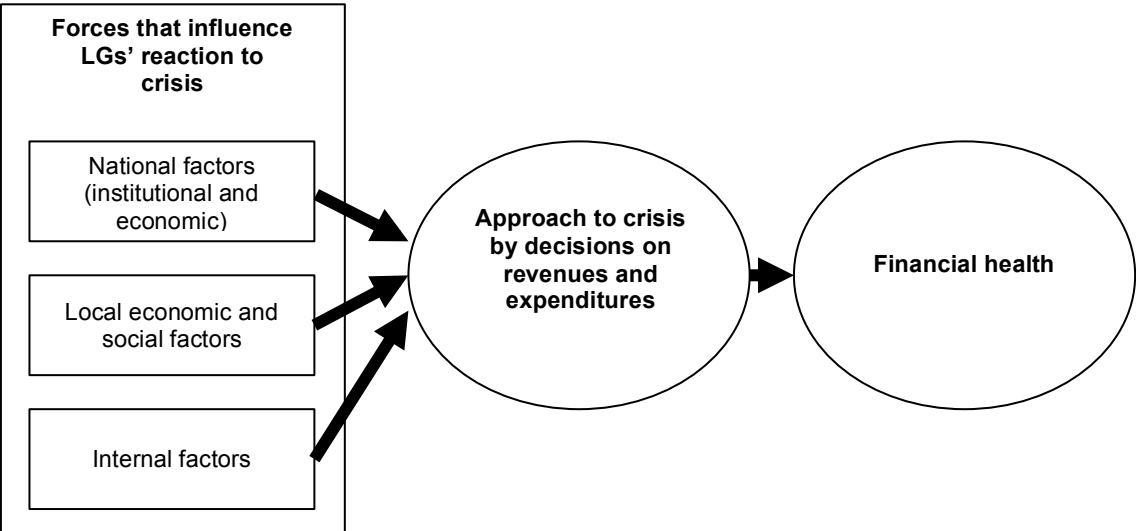 Forces that influence
LGs’ reaction to
crisis
National factors
(institutional and
economic)
Local economic and
social factors
Internal factors
Approach to crisis
by decisions on
revenues and
expenditures
Financial health